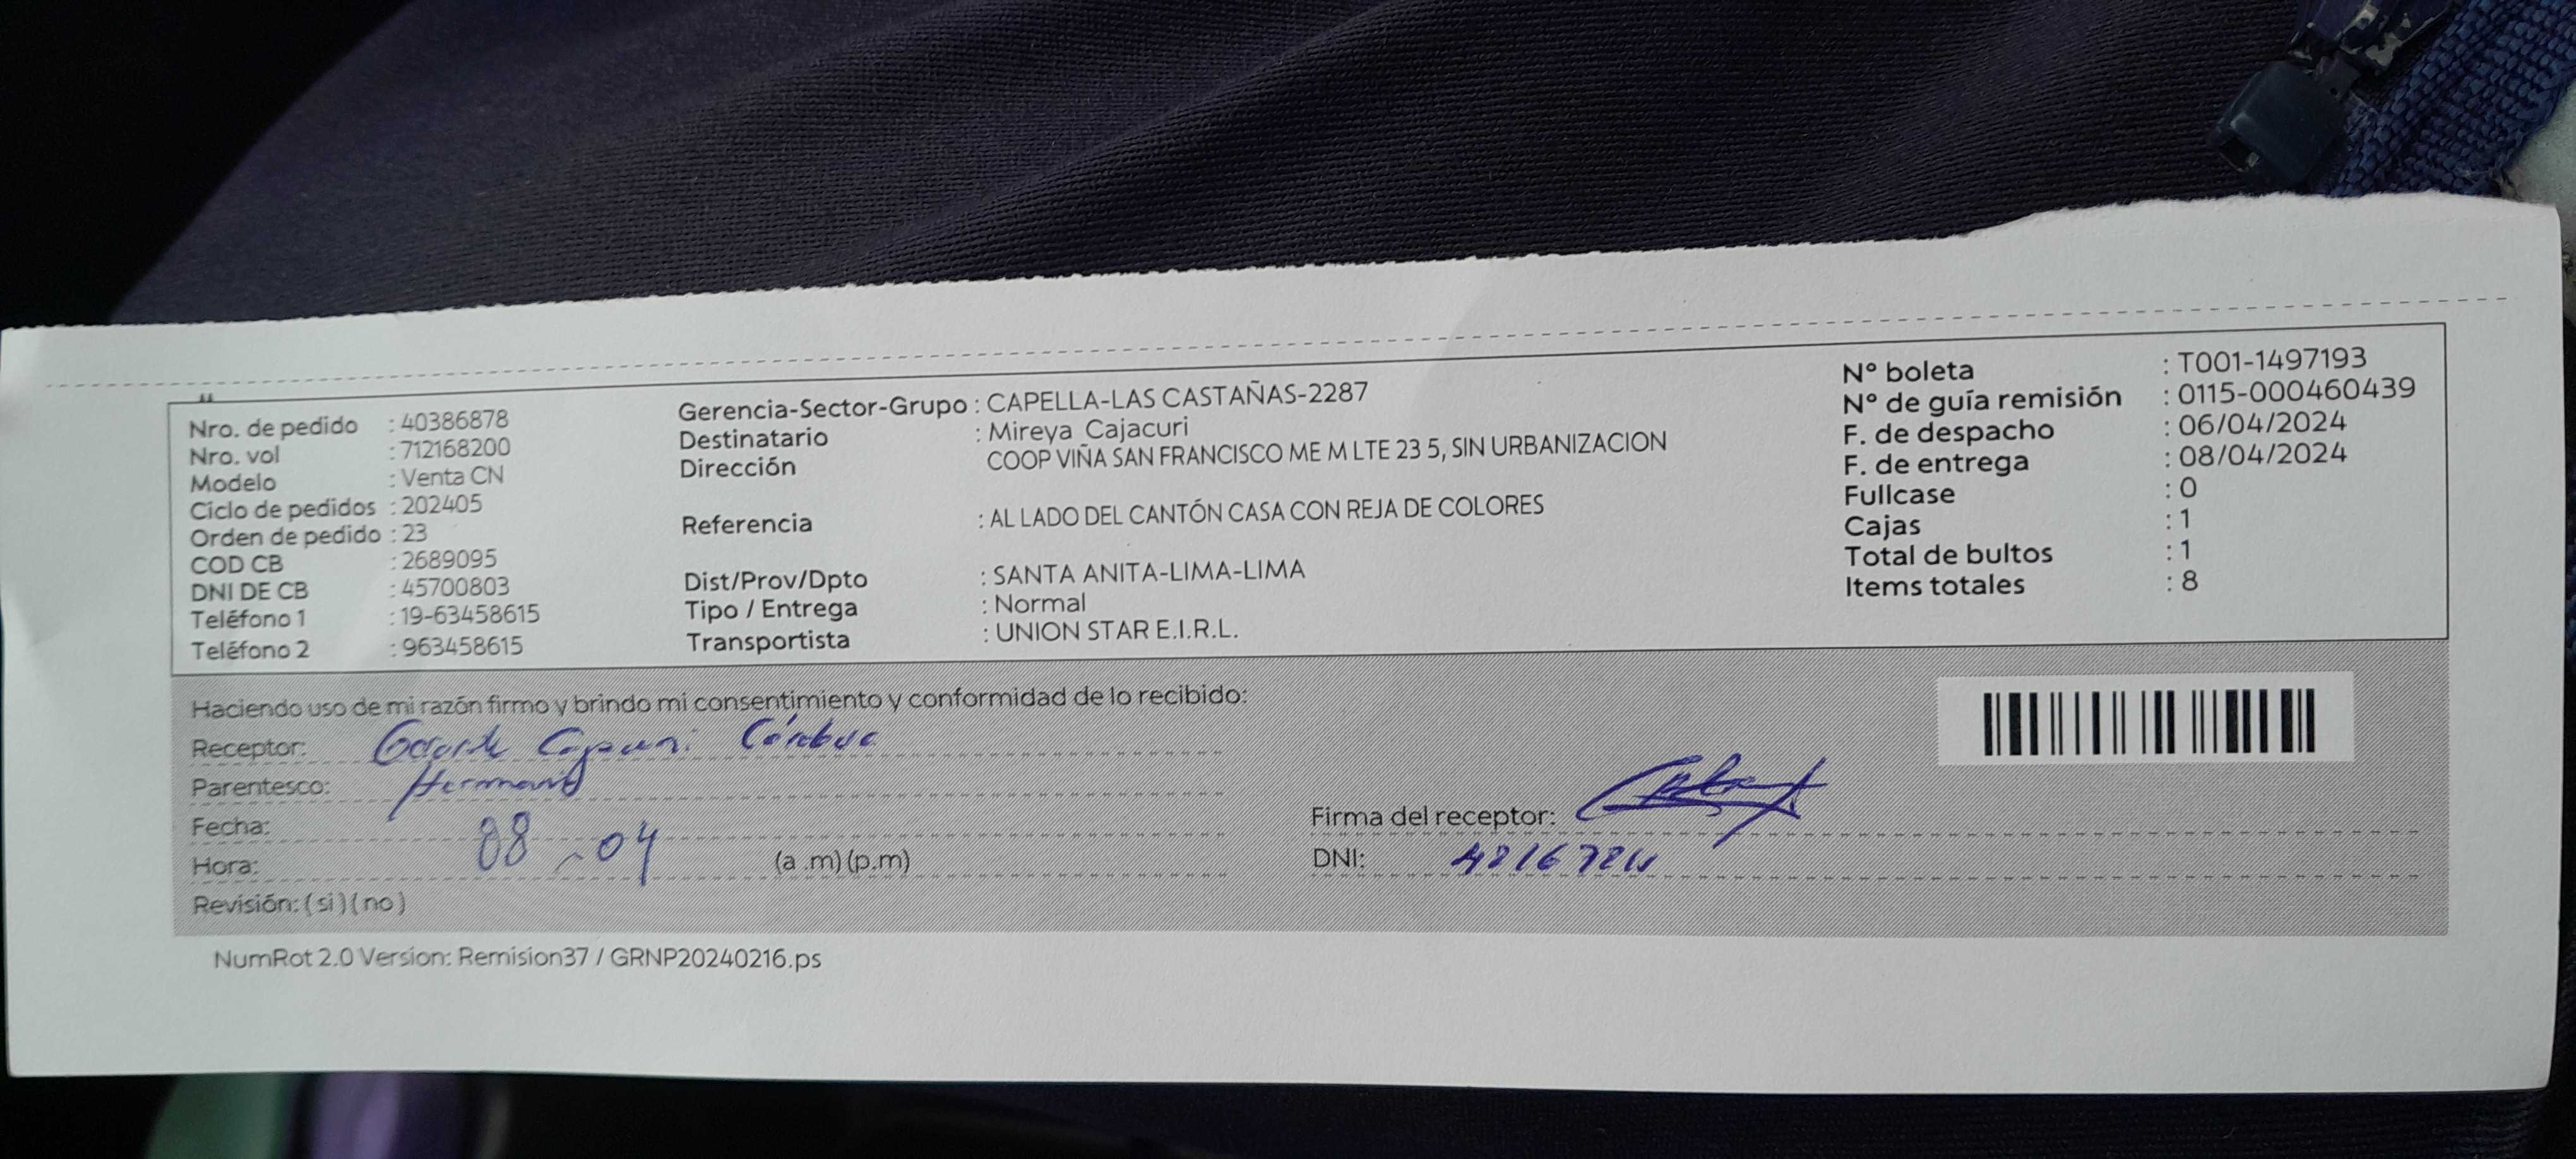 Nro. de pedido : 40386878
Nro. vol : 712168200
Modelo : Venta CN
Ciclo de pedidos : 202405
Orden de pedido : 23
COD CB : 2689095
DNI DE CB : 45700803
Teléfono 1 : 19-63458615
Teléfono 2 : 963458615
Gerencia-Sector-Grupo : CAPELLA-LAS CASTAÑAS-2287
Destinatario : Mireya Cajacuri
Dirección COOP VIÑA SAN FRANCISCO ME M LTE 23 5, SIN URBANIZACION
Referencia : AL LADO DEL CANTÓN CASA CON REJA DE COLORES
Dist/Prov/Dpto : SANTA ANITA-LIMA-LIMA
Tipo / Entrega : Normal
Transportista : UNION STAR E.I.R.L.
N° boleta : T001-1497193
N° de guía remisión : 0115-000460439
F. de despacho : 06/04/2024
F. de entrega : 08/04/2024
Fullcase : 0
Cajas : 1
Total de bultos : 1
Items totales : 8
Haciendo uso de mi razón firmo y brindo mi consentimiento y conformidad de lo recibido:
Receptor:
Parentesco: Hermano
Fecha: 08-04
Hora: (a .m) (p.m)
Revisión: ( si ) ( no )
Firma del receptor:
DNI:
NumRot 2.0 Version: Remision37 / GRNP20240216.ps